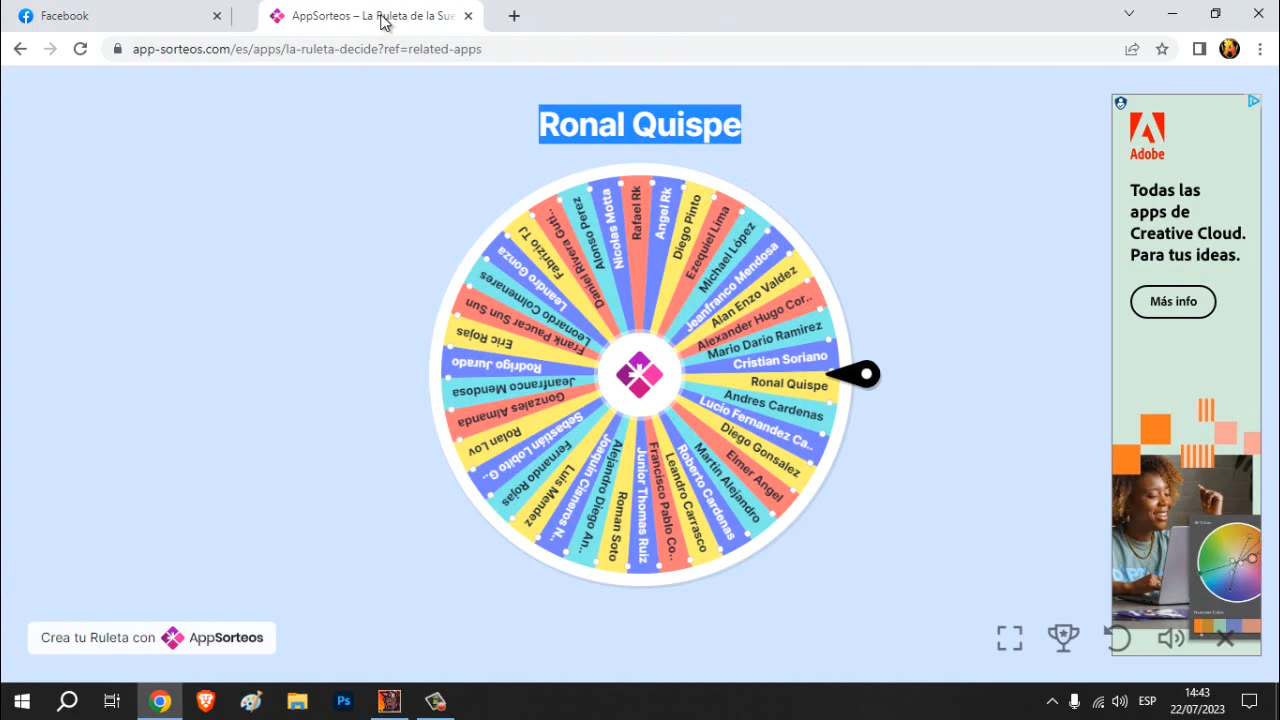 Facebook
AppSorteos – La Ruleta de la Sue
app-sorteos.com/es/apps/la-ruleta-decide?ref=related-apps
Ronal Quispe
Rafael Rk
Angel Rk
Diego Pinto
Ezequiel Lima
Michael López
Jeanfranco Mendosa
Alan Enzo Valdez
Alexander Hugo Cor..
Mario Dario Ramirez
Cristian Soriano
Ronal Quispe
Andres Cardenas
Lucio Fernandez Ca..
Diego Gonsalez
Elmer Angel
Martin Alejandro
Roberto Cardenas
Leandro Carrasco
Francisco Pablo Co..
Junior Thomas Ruiz
Roman Soto
Alejandro Diego An..
Joaquin Cisneros N..
Luis Mendez
Fernando Rojas
Sebastián Lobito G..
Rolan Lov
Gonzales Almanda
Jeanfranco Mendosa
Rodrigo Jurado
Eric Rojas
Frank Paucar Sun Sun
Leonardo Colmenares
Leandro Gonza
Fabrizio TJ
Daniel Rivera Guti..
Alonso Perez
Nicolas Motta
Adobe
Todas las
apps de
Creative Cloud.
Para tus ideas.
Más info
Crea tu Ruleta con AppSorteos
Ps
ESP
14:43
22/07/2023